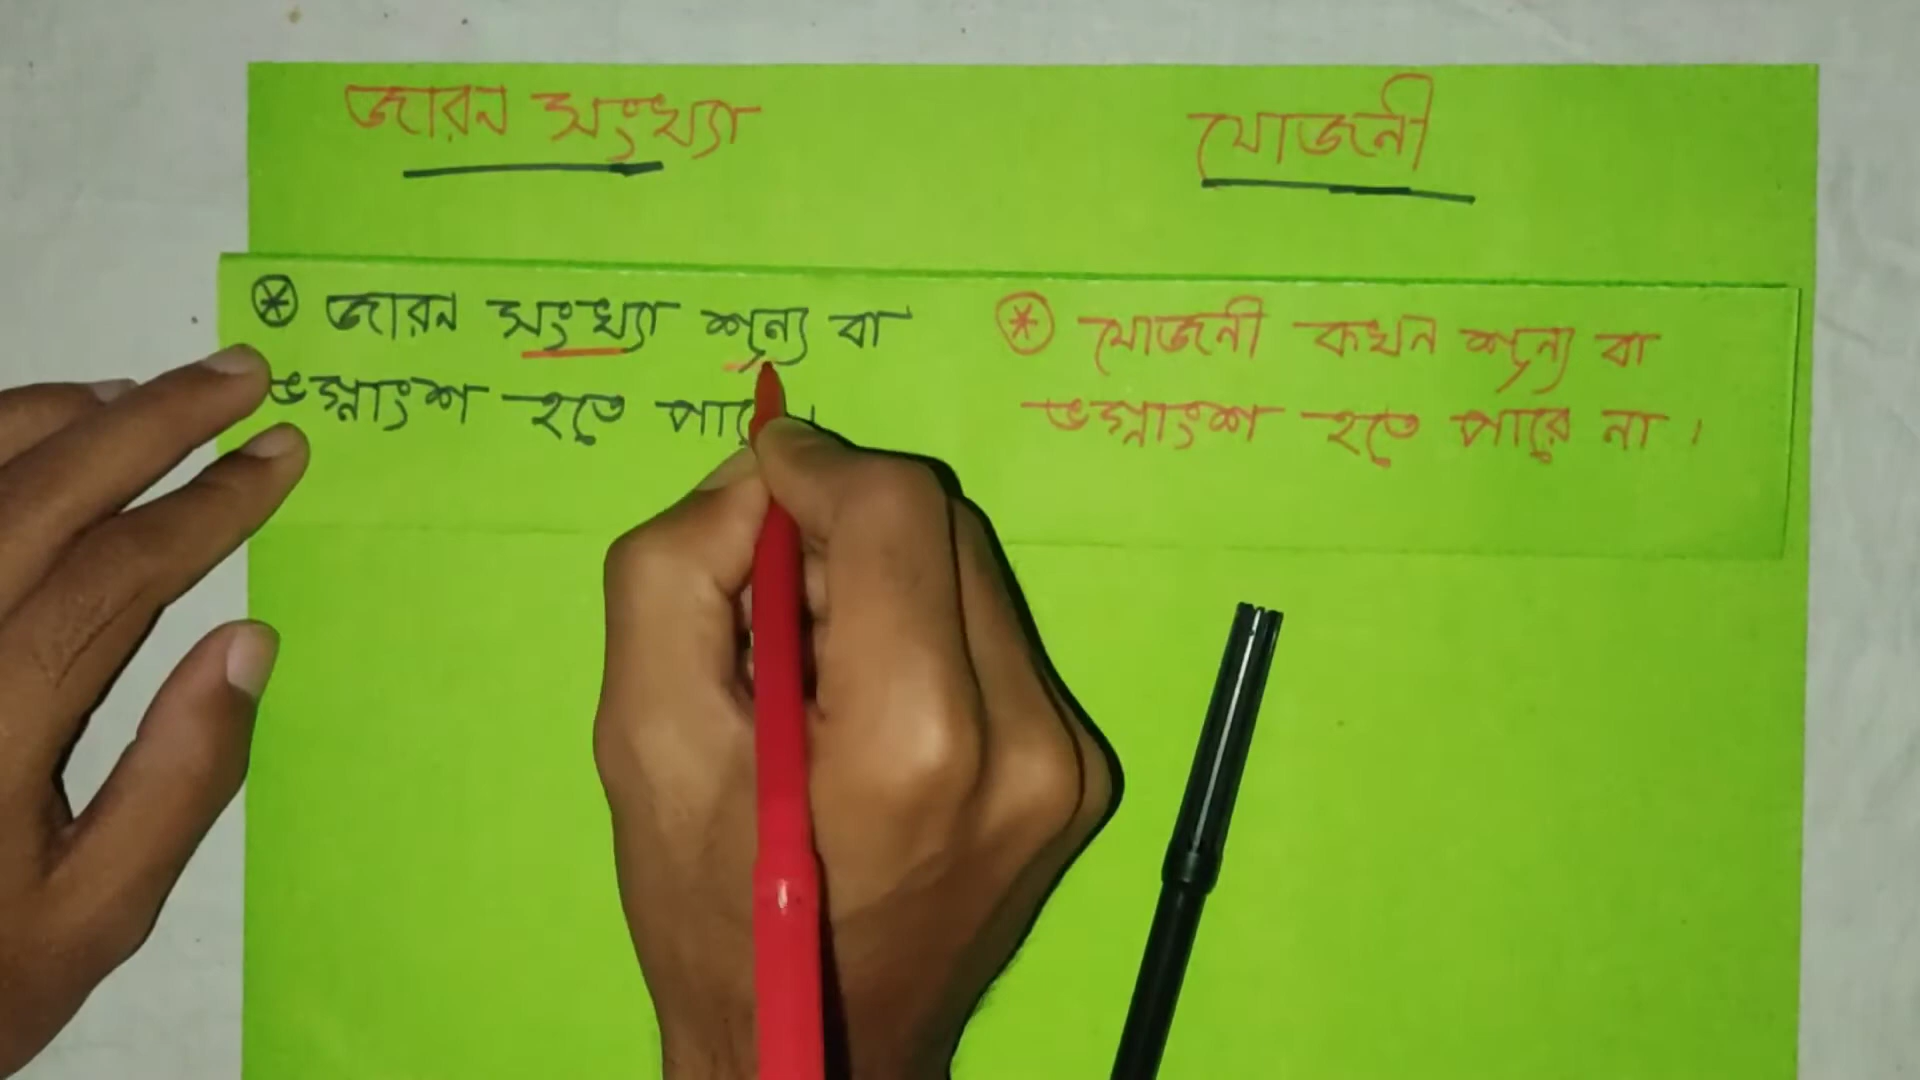 জারন সংখ্যা
যোজনী
জারন সংখ্যা শূন্য বা
ভগ্নাংশ হতে পারে।
যোজনী কখন শূন্য বা
ভগ্নাংশ হতে পারে না।